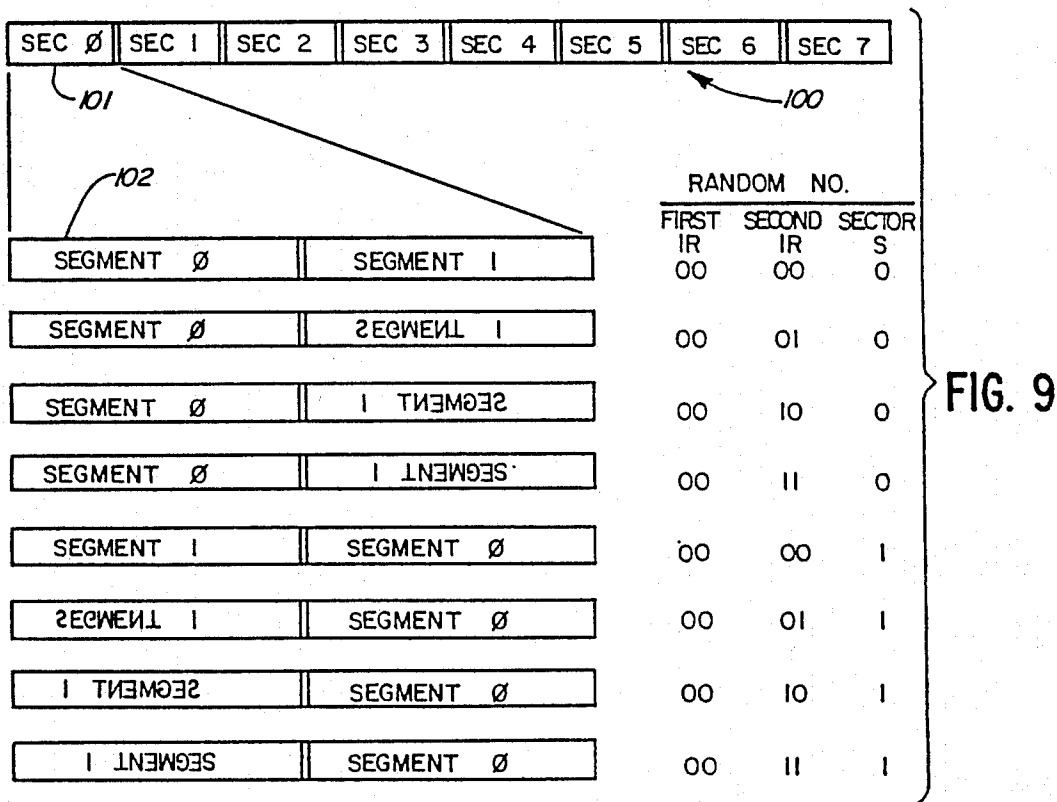 SEC Ø SEC 1 SEC 2 SEC 3 SEC 4 SEC 5 SEC 6 SEC 7
101
100
102
RANDOM NO.
FIRST SECOND SECTOR
IR IR S
SEGMENT Ø SEGMENT 1 00 00 0
SEGMENT Ø SEGMENT 1 00 01 0
SEGMENT Ø SEGMENT 1 00 10 0
SEGMENT Ø SEGMENT 1 00 11 0
SEGMENT 1 SEGMENT Ø 00 00 1
SEGMENT 1 SEGMENT Ø 00 01 1
SEGMENT 1 SEGMENT Ø 00 10 1
SEGMENT 1 SEGMENT Ø 00 11 1
FIG. 9